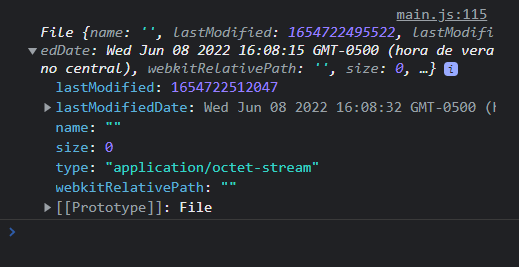 main.js:115
File {name: '', lastModified: 1654722495522, lastModifi
edDate: Wed Jun 08 2022 16:08:15 GMT-0500 (hora de vera
no central), webkitRelativePath: '', size: 0, …} i
lastModified: 1654722512047
lastModifiedDate: Wed Jun 08 2022 16:08:32 GMT-0500 (h
name: ""
size: 0
type: "application/octet-stream"
webkitRelativePath: ""
[[Prototype]]: File